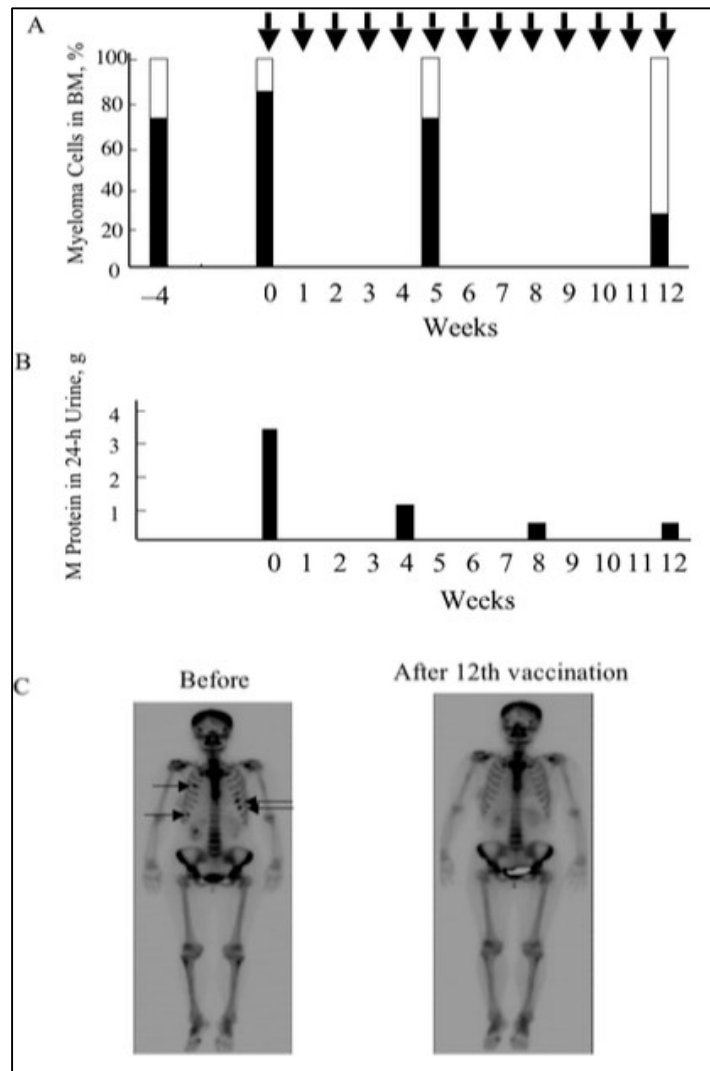 A
Myeloma Cells in BM, %
100
80
60
40
20
0
–4 0 1 2 3 4 5 6 7 8 9 10 11 12
Weeks
B
M Protein in 24-h Urine, g
4
3
2
1
0 1 2 3 4 5 6 7 8 9 10 11 12
Weeks
C
Before
After 12th vaccination